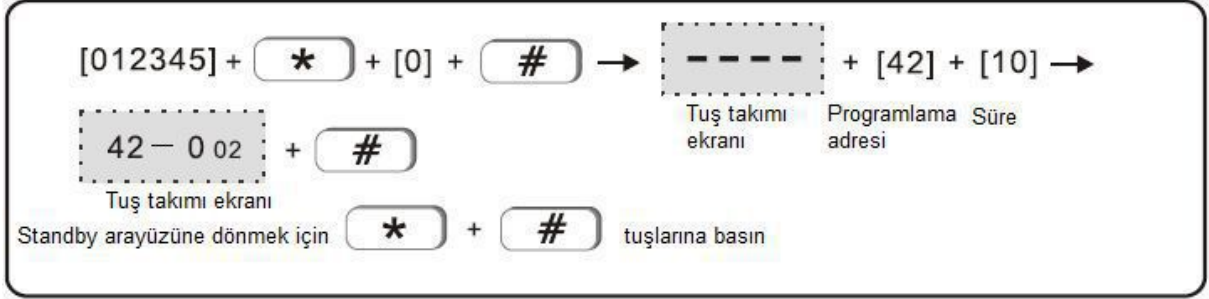 [012345] + * + [0] + # → ---- + [42] + [10] →
Tuş takımı ekranı
Programlama adresi
Süre
42 – 0 02 + #
Tuş takımı ekranı
Standby arayüzüne dönmek için * + # tuşlarına basın